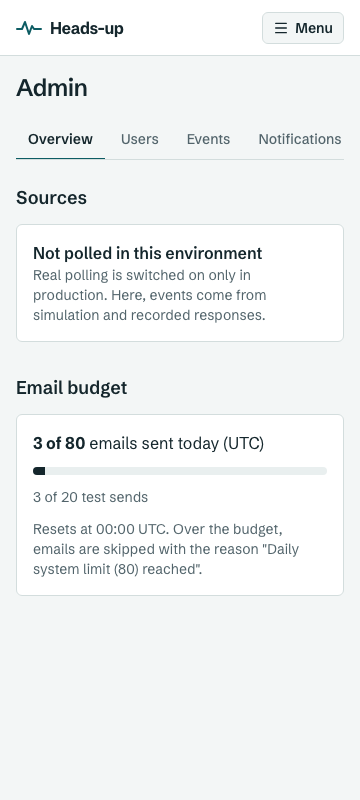 Heads-up
☰ Menu
Admin
Overview Users Events Notifications
Sources
Not polled in this environment
Real polling is switched on only in
production. Here, events come from
simulation and recorded responses.
Email budget
3 of 80 emails sent today (UTC)
3 of 20 test sends
Resets at 00:00 UTC. Over the budget,
emails are skipped with the reason "Daily
system limit (80) reached".